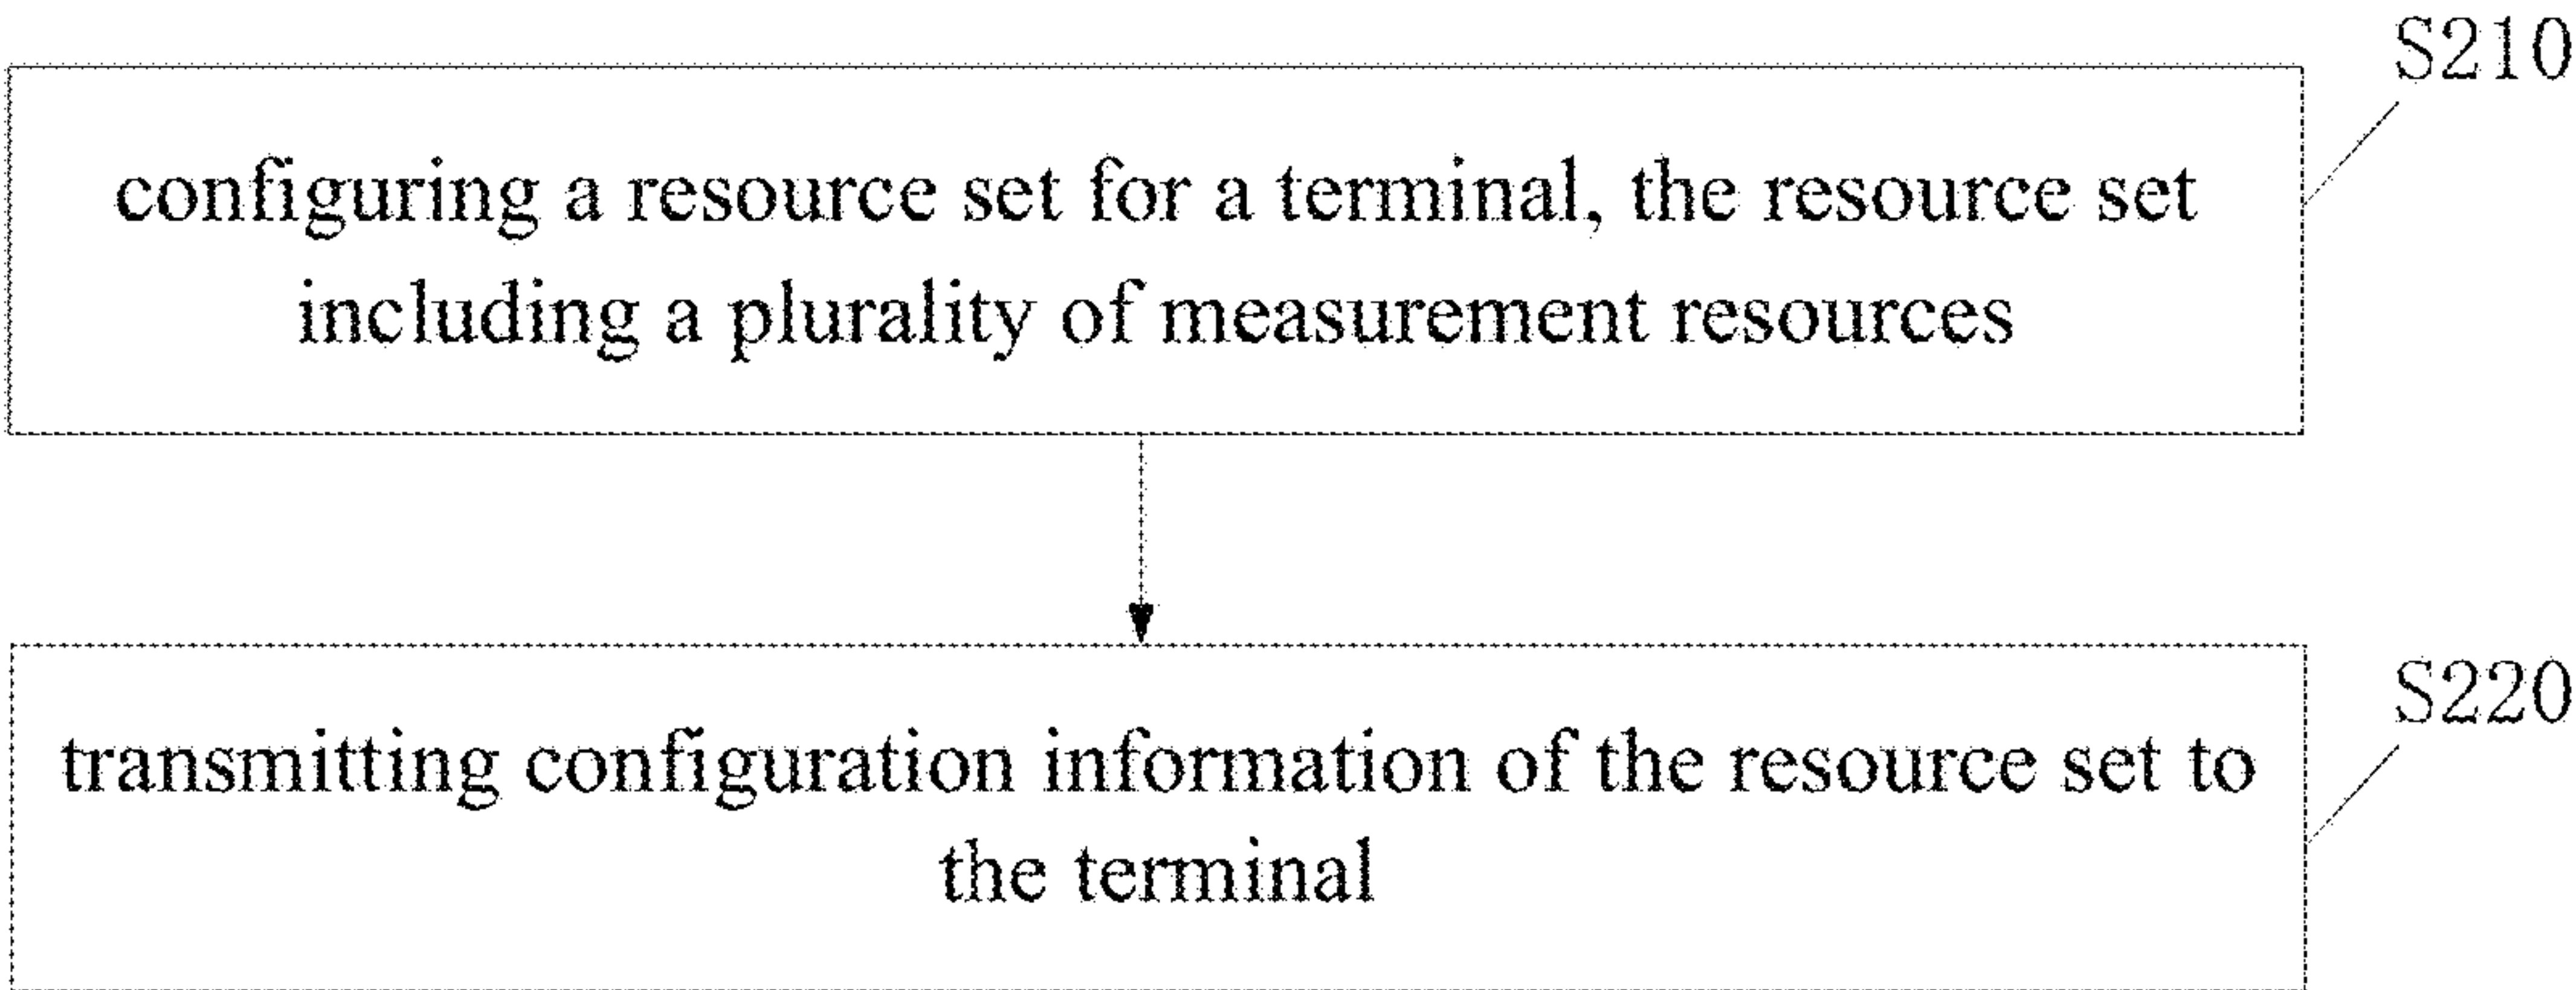 S210
configuring a resource set for a terminal, the resource set
including a plurality of measurement resources
S220
transmitting configuration information of the resource set to
the terminal